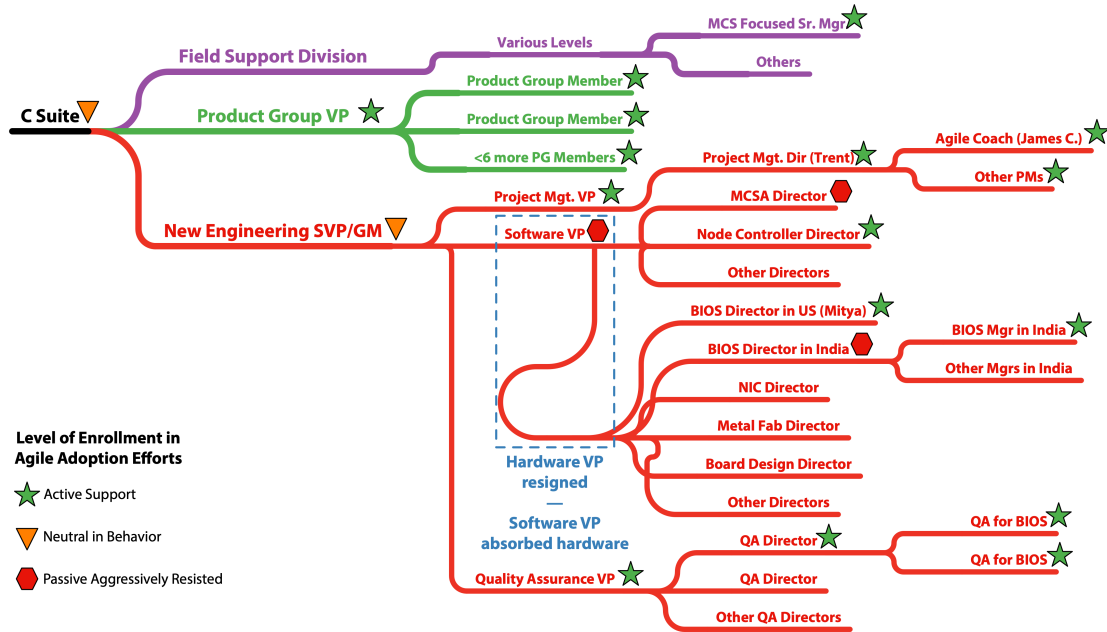 MCS Focused Sr. Mgr
Field Support Division
Various Levels
Others
Product Group Member
C Suite
Product Group VP
Product Group Member
<6 more PG Members
Agile Coach (James C.)
Project Mgt. Dir (Trent)
Other PMs
Project Mgt. VP
MCSA Director
New Engineering SVP/GM
Software VP
Node Controller Director
Other Directors
BIOS Director in US (Mitya)
BIOS Mgr in India
BIOS Director in India
Other Mgrs in India
NIC Director
Metal Fab Director
Board Design Director
Other Directors
Hardware VP
resigned
—
Software VP
absorbed hardware
QA for BIOS
QA Director
QA for BIOS
Quality Assurance VP
QA Director
Other QA Directors
Level of Enrollment in
Agile Adoption Efforts
Active Support
Neutral in Behavior
Passive Aggressively Resisted